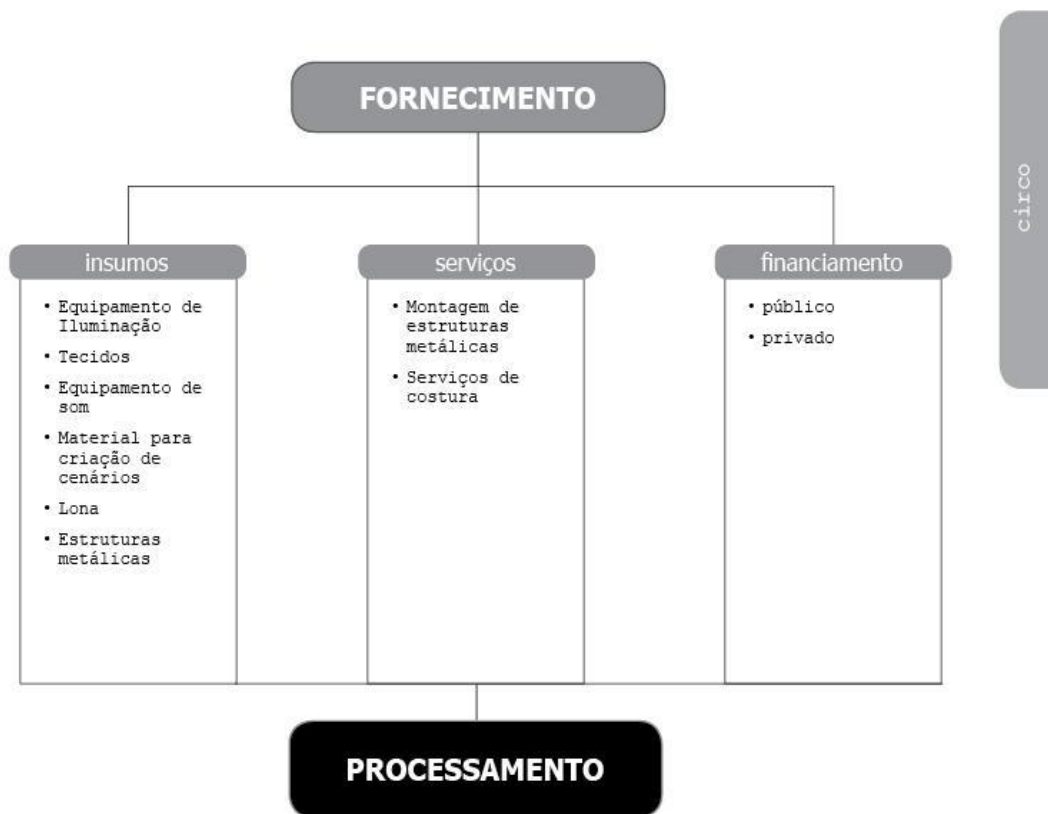 FORNECIMENTO
circo
insumos
• Equipamento de
Iluminação
• Tecidos
• Equipamento de
som
• Material para
criação de
cenários
• Lona
• Estruturas
metálicas
serviços
• Montagem de
estruturas
metálicas
• Serviços de
costura
financiamento
• público
• privado
PROCESSAMENTO